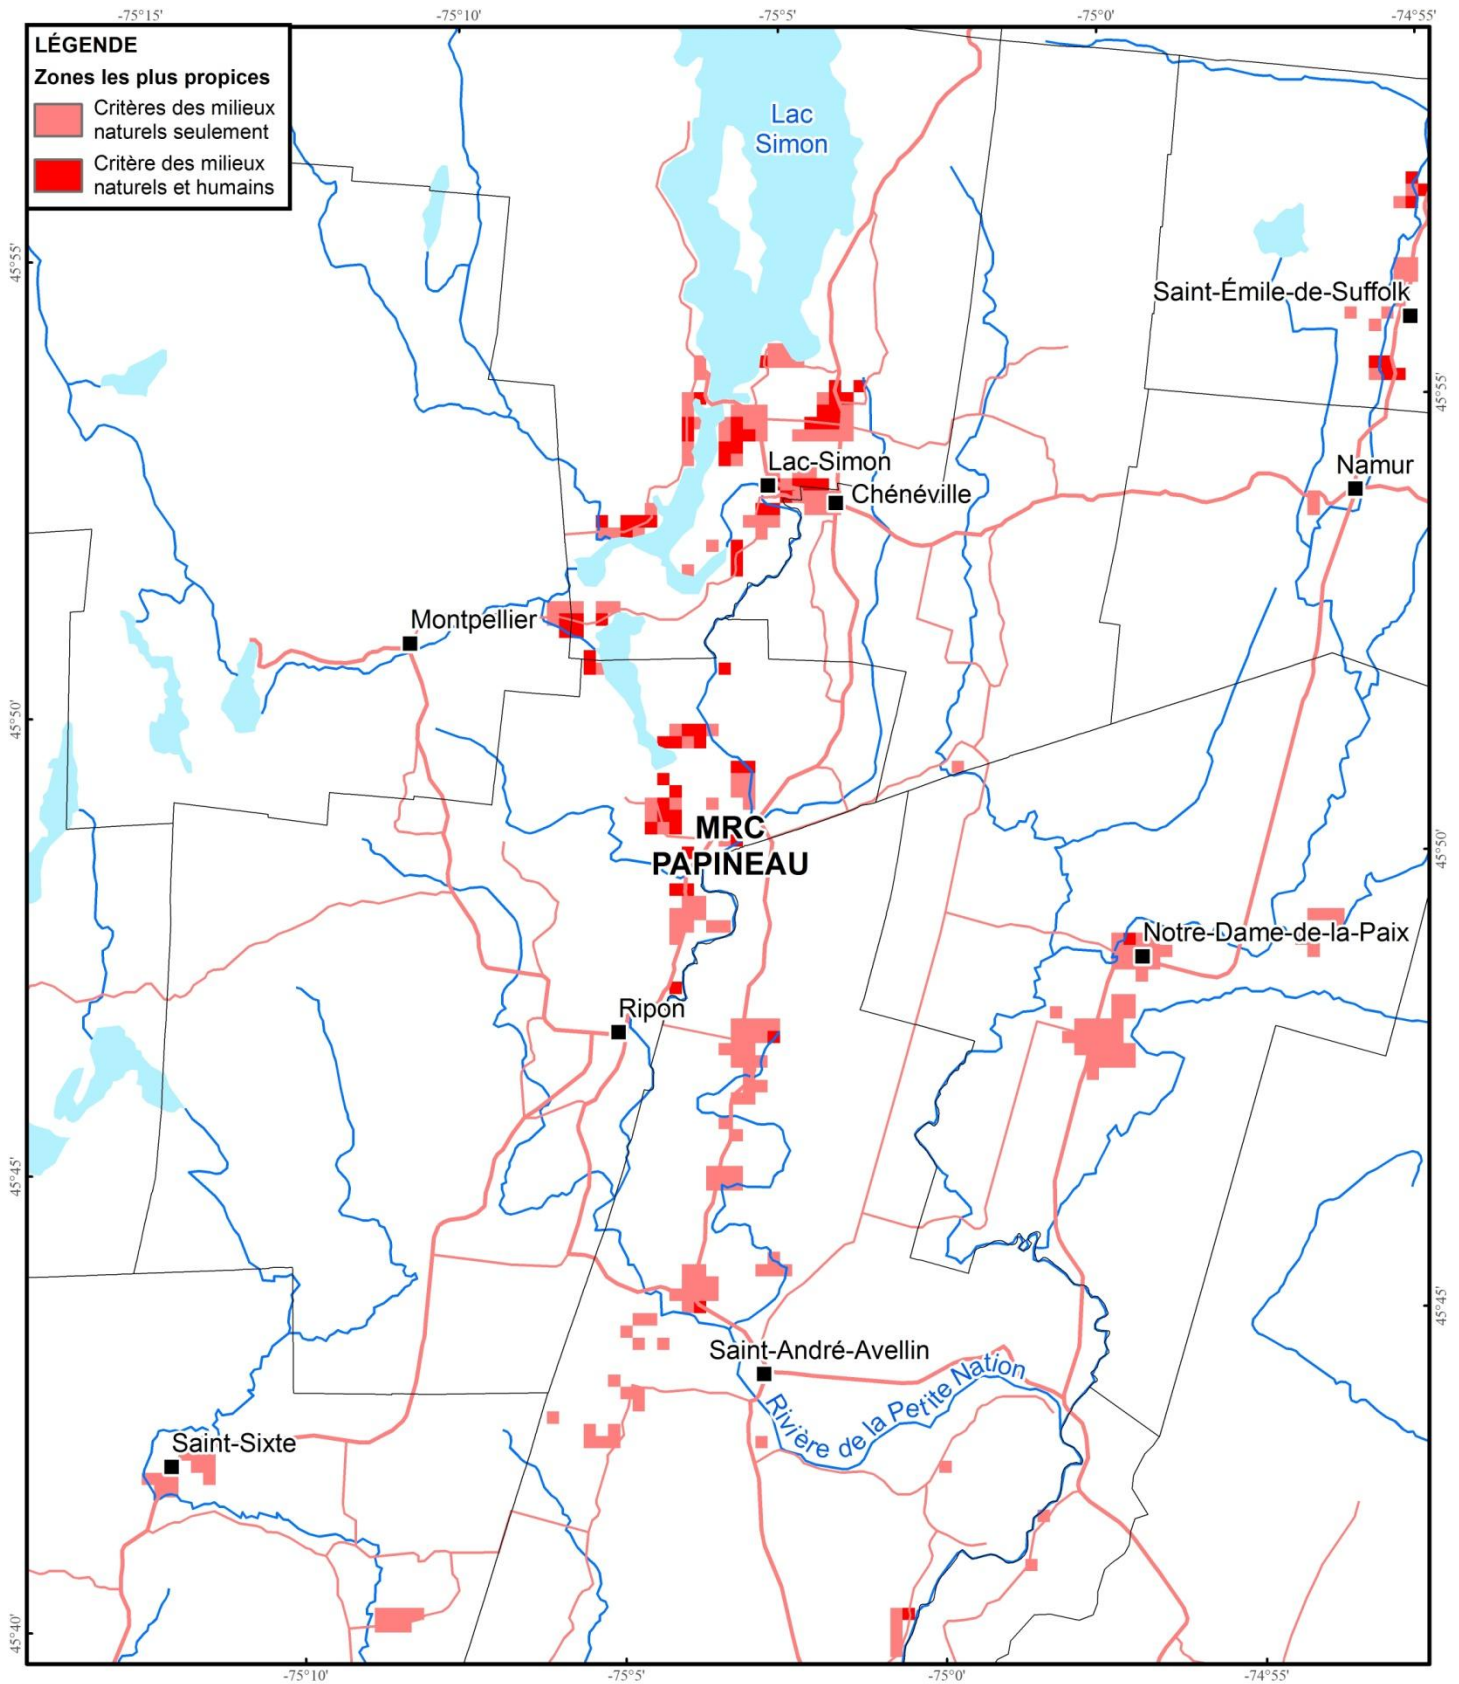 -75°15'
-75°10'
-75°5'
-75°0'
-74°55'
LÉGENDE
Zones les plus propices
Critères des milieux
naturels seulement
Critère des milieux
naturels et humains
Lac
Simon
45°55'
Saint-Émile-de-Suffolk
45°55'
Lac-Simon
Namur
Chénéville
Montpellier
45°50'
MRC
PAPINEAU
45°50'
Notre-Dame-de-la-Paix
Ripon
45°45'
45°45'
Saint-André-Avellin
Rivière de la Petite Nation
Saint-Sixte
45°40'
-75°10'
-75°5'
-75°0'
-74°55'